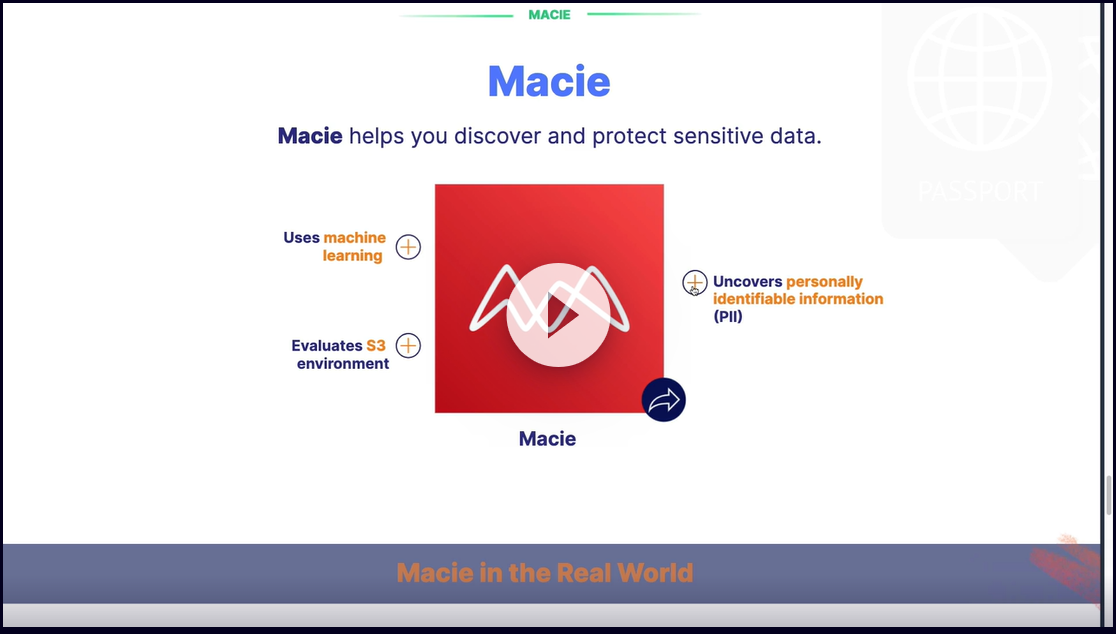 MACIE
PASSPORT
Macie
Macie helps you discover and protect sensitive data.
Uses machine
learning
Evaluates S3
environment
Uncovers personally
identifiable information
(PII)
Macie
Macie in the Real World